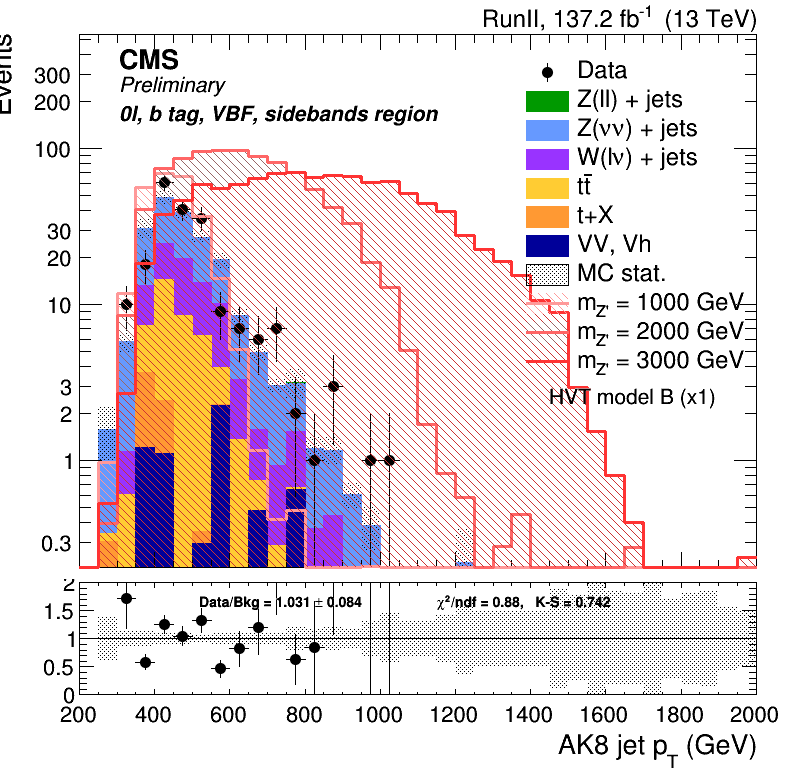 RunII, 137.2 fb⁻¹ (13 TeV)
Events
CMS
Preliminary
0l, b tag, VBF, sidebands region
Data
Z(ll) + jets
Z(νν) + jets
W(lν) + jets
tt̄
t+X
VV, Vh
MC stat.
m_Z' = 1000 GeV
m_Z' = 2000 GeV
m_Z' = 3000 GeV
HVT model B (x1)
300
200
100
30
20
10
3
2
1
0.3
Data/Bkg = 1.031 ± 0.084
χ²/ndf = 0.88, K-S = 0.742
2
1.5
1
0.5
0
200 400 600 800 1000 1200 1400 1600 1800 2000
AK8 jet p_T (GeV)